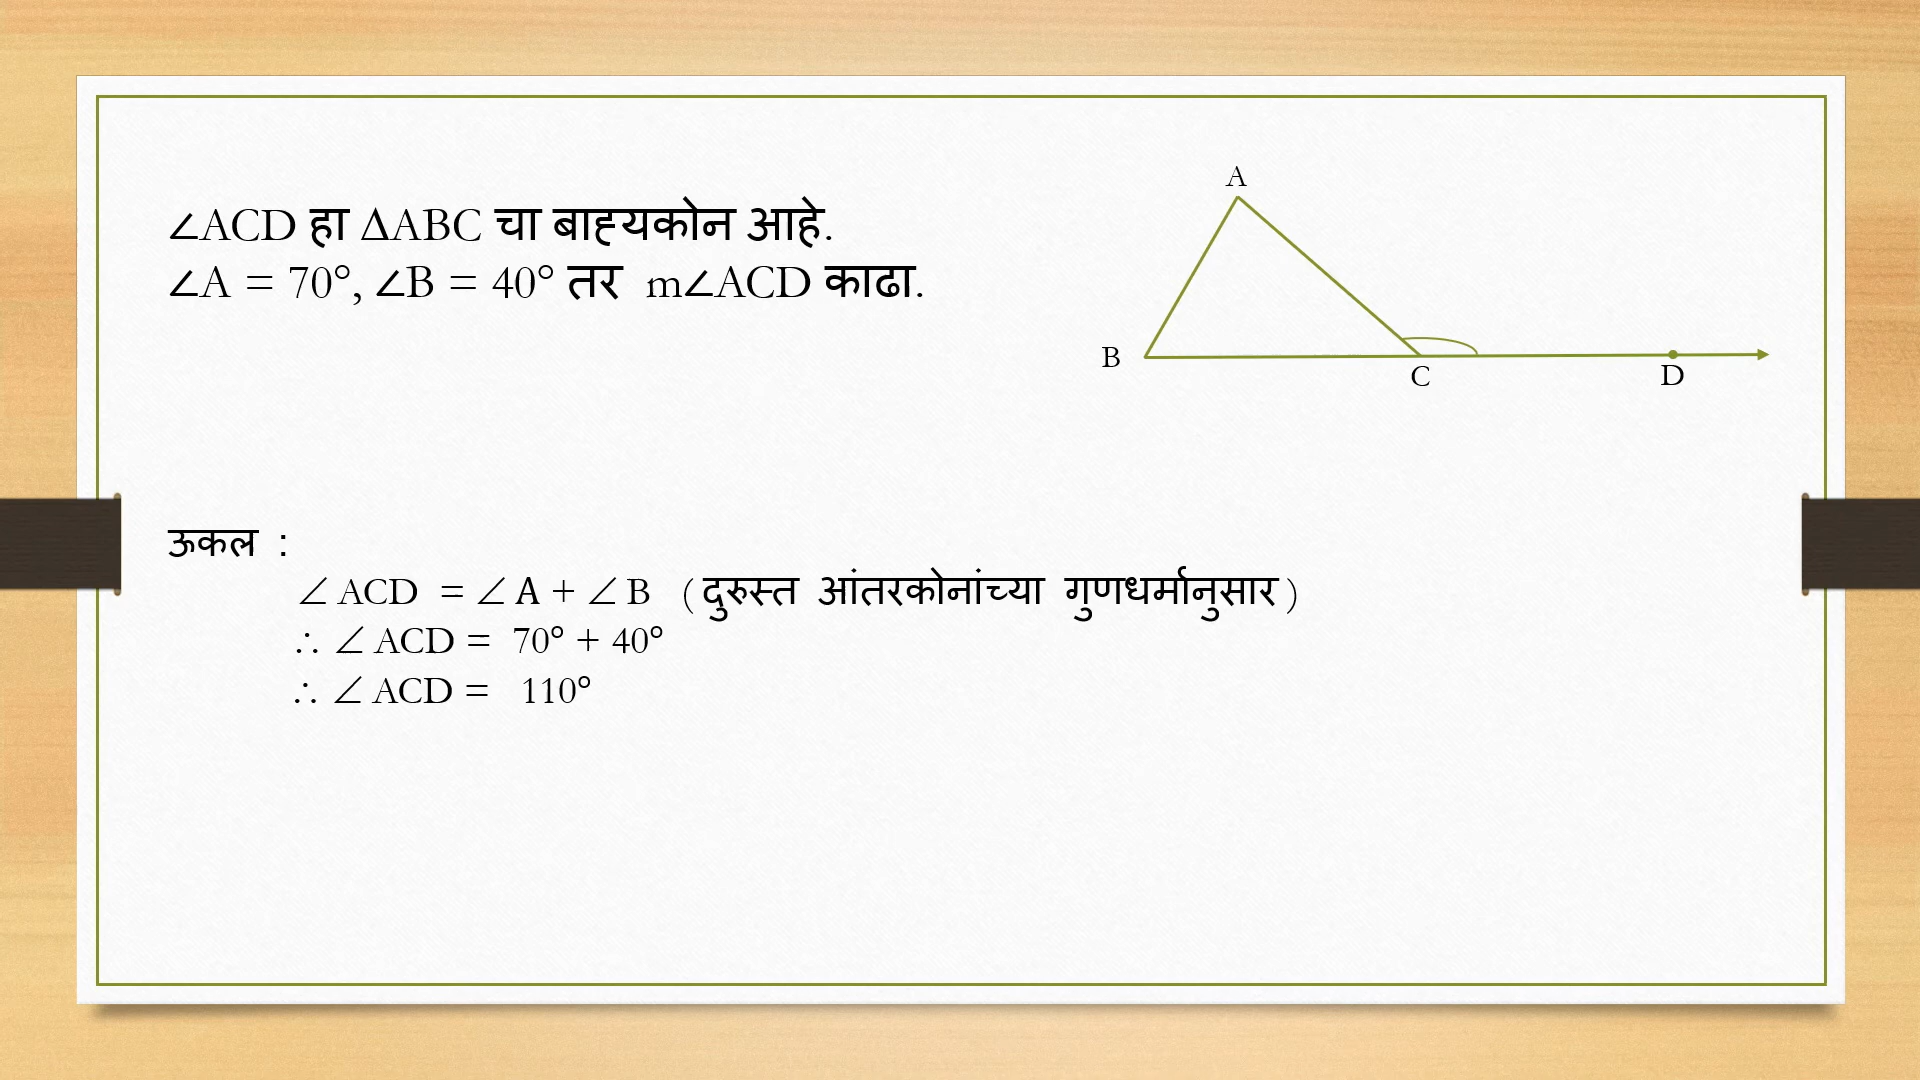 ∠ACD हा ΔABC चा बाह्यकोन आहे.
∠A = 70°, ∠B = 40° तर m∠ACD काढा.
A
B
C
D
ऊकल :
∠ ACD = ∠ A + ∠ B ( दुरुस्त आंतरकोनांच्या गुणधर्मानुसार )
∴ ∠ ACD = 70° + 40°
∴ ∠ ACD = 110°